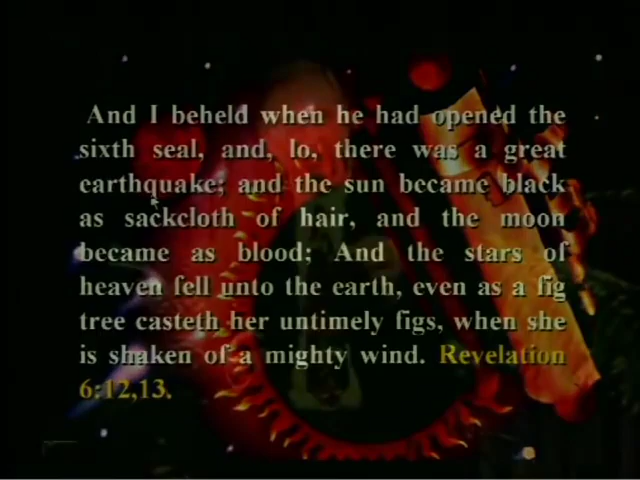 And I beheld when he had opened the
sixth seal, and, lo, there was a great
earthquake; and the sun became black
as sackcloth of hair, and the moon
became as blood; And the stars of
heaven fell unto the earth, even as a fig
tree casteth her untimely figs, when she
is shaken of a mighty wind. Revelation
6:12,13.